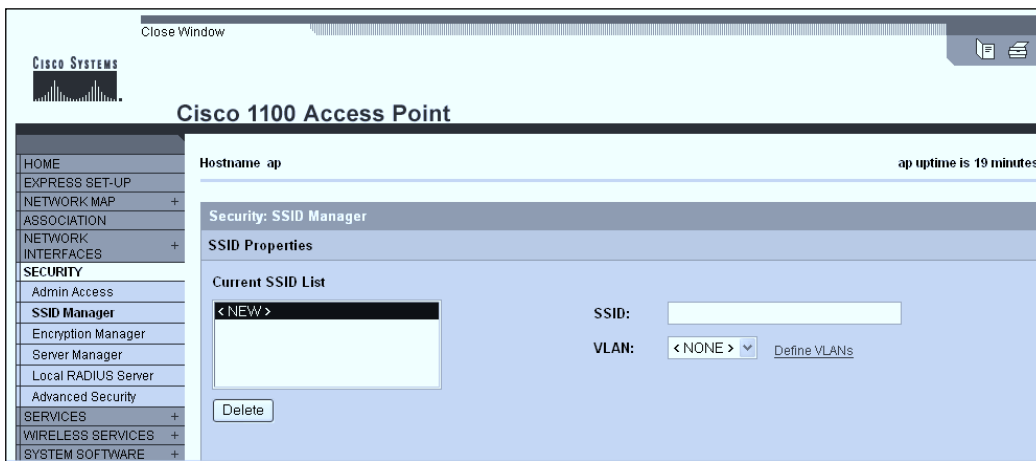 Close Window
CISCO SYSTEMS
Cisco 1100 Access Point
HOME
EXPRESS SET-UP
NETWORK MAP +
ASSOCIATION
NETWORK
INTERFACES +
SECURITY
Admin Access
SSID Manager
Encryption Manager
Server Manager
Local RADIUS Server
Advanced Security
SERVICES +
WIRELESS SERVICES +
SYSTEM SOFTWARE +
Hostname ap
ap uptime is 19 minutes
Security: SSID Manager
SSID Properties
Current SSID List
< NEW >
Delete
SSID:
VLAN: < NONE > Define VLANs